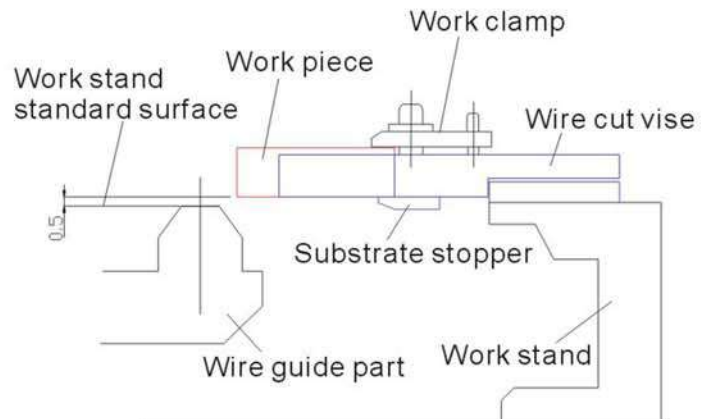 Work clamp
Work piece
Work stand
standard surface
Wire cut vise
0.5
Substrate stopper
Wire guide part
Work stand